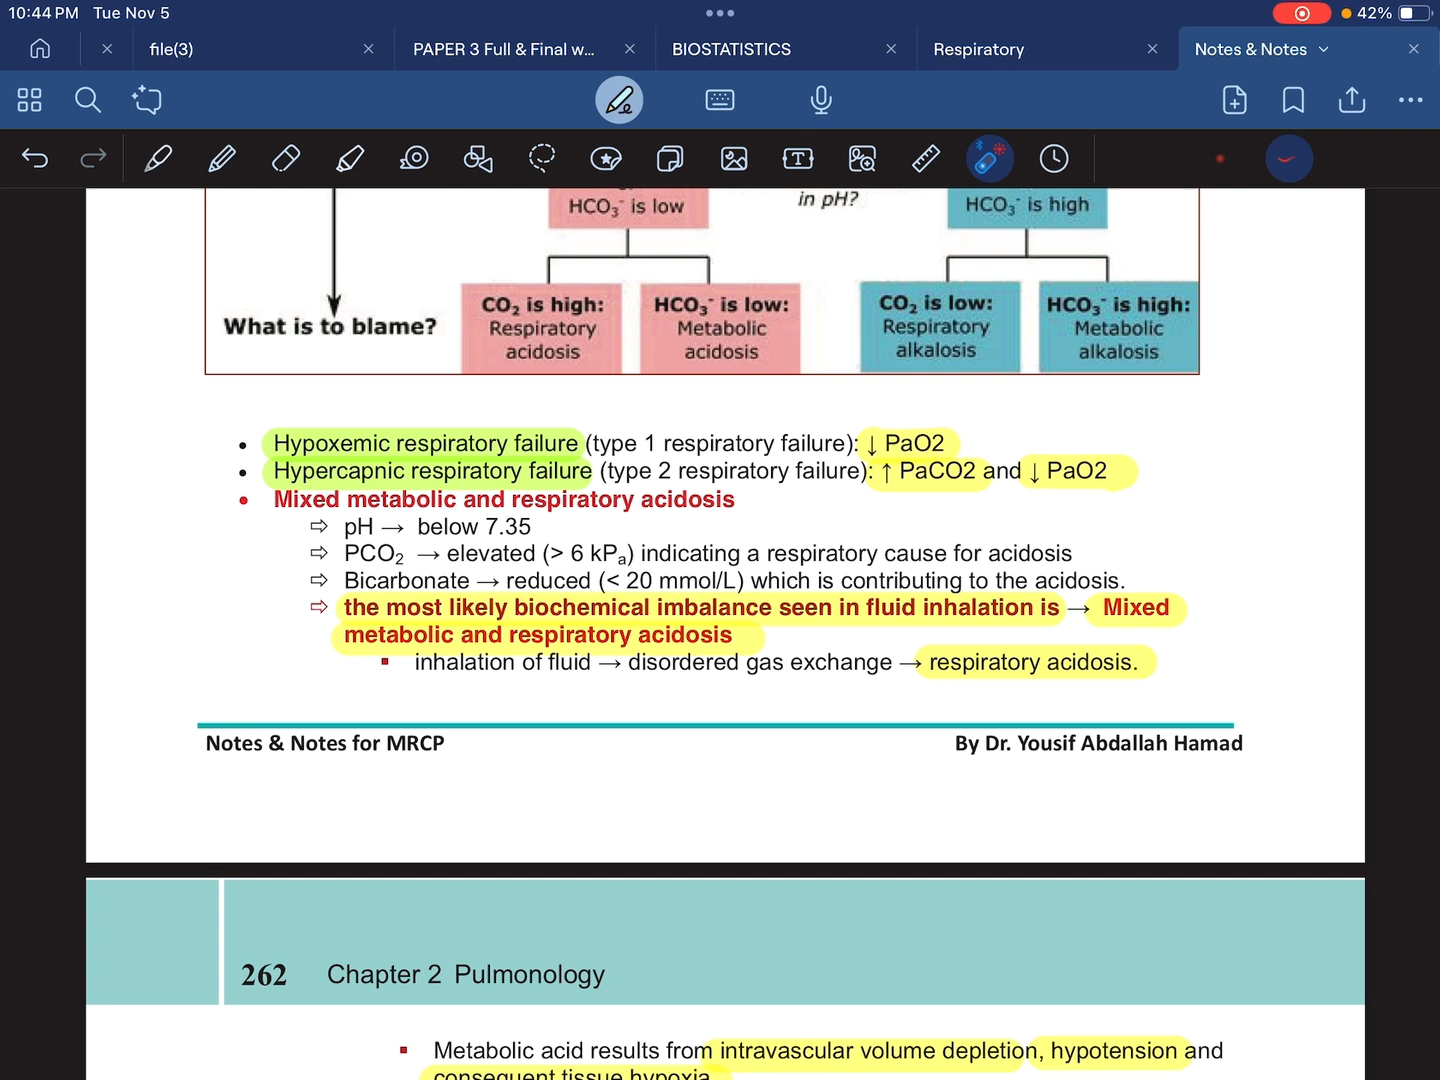 10:44 PM Tue Nov 5
42%
file(3)
PAPER 3 Full & Final w...
BIOSTATISTICS
Respiratory
Notes & Notes
HCO₃⁻ is low
in pH?
HCO₃⁻ is high
What is to blame?
CO₂ is high:
Respiratory
acidosis
HCO₃⁻ is low:
Metabolic
acidosis
CO₂ is low:
Respiratory
alkalosis
HCO₃⁻ is high:
Metabolic
alkalosis
• Hypoxemic respiratory failure (type 1 respiratory failure): ↓ PaO2
• Hypercapnic respiratory failure (type 2 respiratory failure): ↑ PaCO2 and ↓ PaO2
• Mixed metabolic and respiratory acidosis
⇨ pH → below 7.35
⇨ PCO₂ → elevated (> 6 kPₐ) indicating a respiratory cause for acidosis
⇨ Bicarbonate → reduced (< 20 mmol/L) which is contributing to the acidosis.
⇨ the most likely biochemical imbalance seen in fluid inhalation is → Mixed
metabolic and respiratory acidosis
▪ inhalation of fluid → disordered gas exchange → respiratory acidosis.
Notes & Notes for MRCP By Dr. Yousif Abdallah Hamad
262 Chapter 2 Pulmonology
▪ Metabolic acid results from intravascular volume depletion, hypotension and
consequent tissue hypoxia